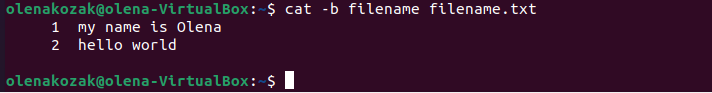 olenakozak@olena-VirtualBox:~$ cat -b filename filename.txt
1 my name is Olena
2 hello world
olenakozak@olena-VirtualBox:~$